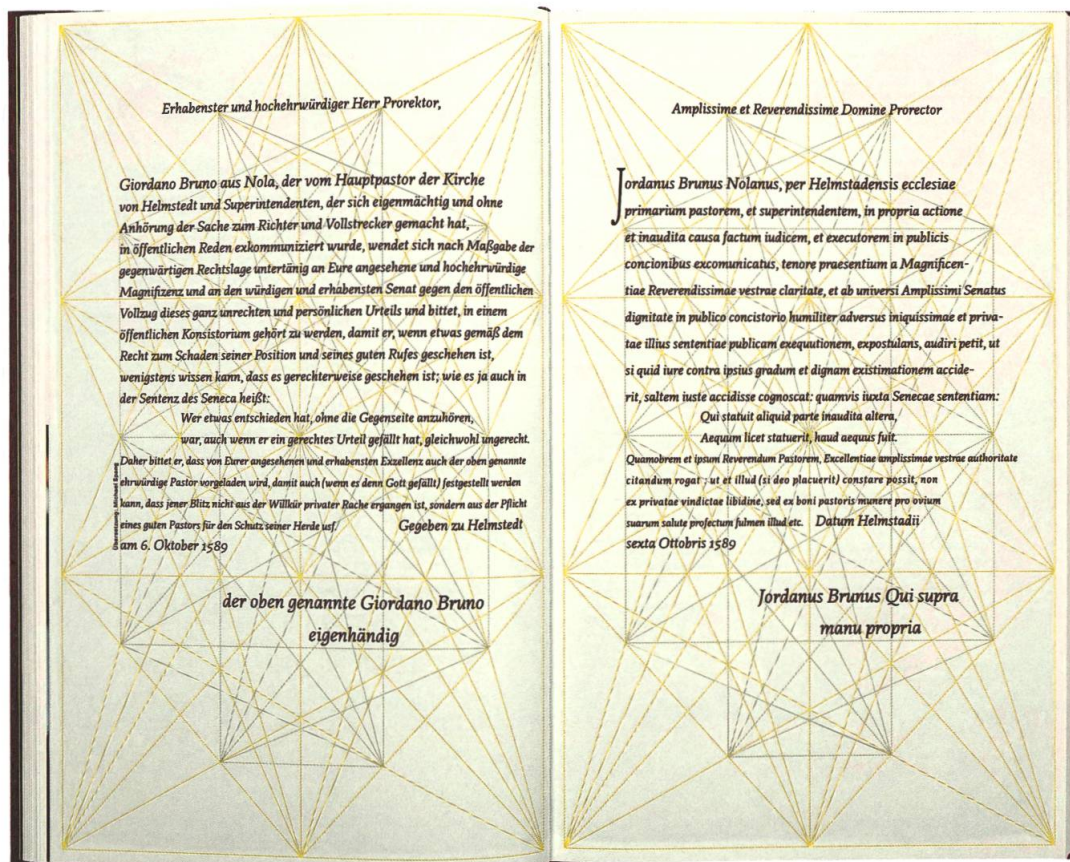 Erhabenster und hochehrwürdiger Herr Prorektor,
Giordano Bruno aus Nola, der vom Hauptpastor der Kirche
von Helmstedt und Superintendenten, der sich eigenmächtig und ohne
Anhörung der Sache zum Richter und Vollstrecker gemacht hat,
in öffentlichen Reden exkommuniziert wurde, wendet sich nach Maßgabe der
gegenwärtigen Rechtslage untertänig an Eure angesehene und hochehrwürdige
Magnifizenz und an den würdigen und erhabensten Senat gegen den öffentlichen
Vollzug dieses ganz unrechten und persönlichen Urteils und bittet, in einem
öffentlichen Konsistorium gehört zu werden, damit er, wenn etwas gemäß dem
Recht zum Schaden seiner Position und seines guten Rufes geschehen ist,
wenigstens wissen kann, dass es gerechterweise geschehen ist; wie es ja auch in
der Sentenz des Seneca heißt:
Wer etwas entschieden hat, ohne die Gegenseite anzuhören,
war, auch wenn er ein gerechtes Urteil gefällt hat, gleichwohl ungerecht.
Daher bittet er, dass von Eurer angesehenen und erhabensten Exzellenz auch der oben genannte
ehrwürdige Pastor vorgeladen wird, damit auch (wenn es denn Gott gefällt) festgestellt werden
kann, dass jener Blitz nicht aus der Willkür privater Rache ergangen ist, sondern aus der Pflicht
eines guten Pastors für den Schutz seiner Herde usf. Gegeben zu Helmstedt
am 6. Oktober 1589
der oben genannte Giordano Bruno
eigenhändig
Übersetzung: Michael Spang
Amplissime et Reverendissime Domine Prorector
Jordanus Brunus Nolanus, per Helmstadensis ecclesiae
primarium pastorem, et superintendentem, in propria actione
et inaudita causa factum iudicem, et executorem in publicis
concionibus excomunicatus, tenore praesentium a Magnificen-
tiae Reverendissimae vestrae claritate, et ab universi Amplissimi Senatus
dignitate in publico concistorio humiliter adversus iniquissimae et priva-
tae illius sententiae publicam exequutionem, expostulans, audiri petit, ut
si quid iure contra ipsius gradum et dignam existimationem accide-
rit, saltem iuste accidisse cognoscat: quamvis iuxta Senecae sententiam:
Qui statuit aliquid parte inaudita altera,
Aequum licet statuerit, haud aequus fuit.
Quamobrem et ipsum Reverendum Pastorem, Excellentiae amplissimae vestrae authoritate
citandum rogat; ut et illud (si deo placuerit) constare possit, non
ex privatae vindictae libidine, sed ex boni pastoris munere pro ovium
suarum salute profectum fulmen illud etc. Datum Helmstadii
sexta Ottobris 1589
Jordanus Brunus Qui supra
manu propria